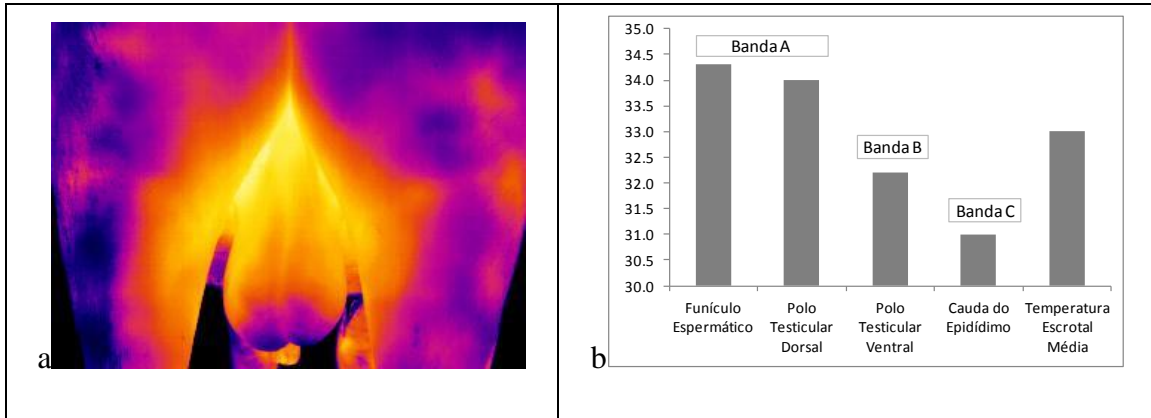 a
b
35.0
34.5
34.0
33.5
33.0
32.5
32.0
31.5
31.0
30.5
30.0
Banda A
Banda B
Banda C
Funículo
Espermático
Polo
Testicular
Dorsal
Polo
Testicular
Ventral
Cauda do
Epidídimo
Temperatura
Escrotal
Média